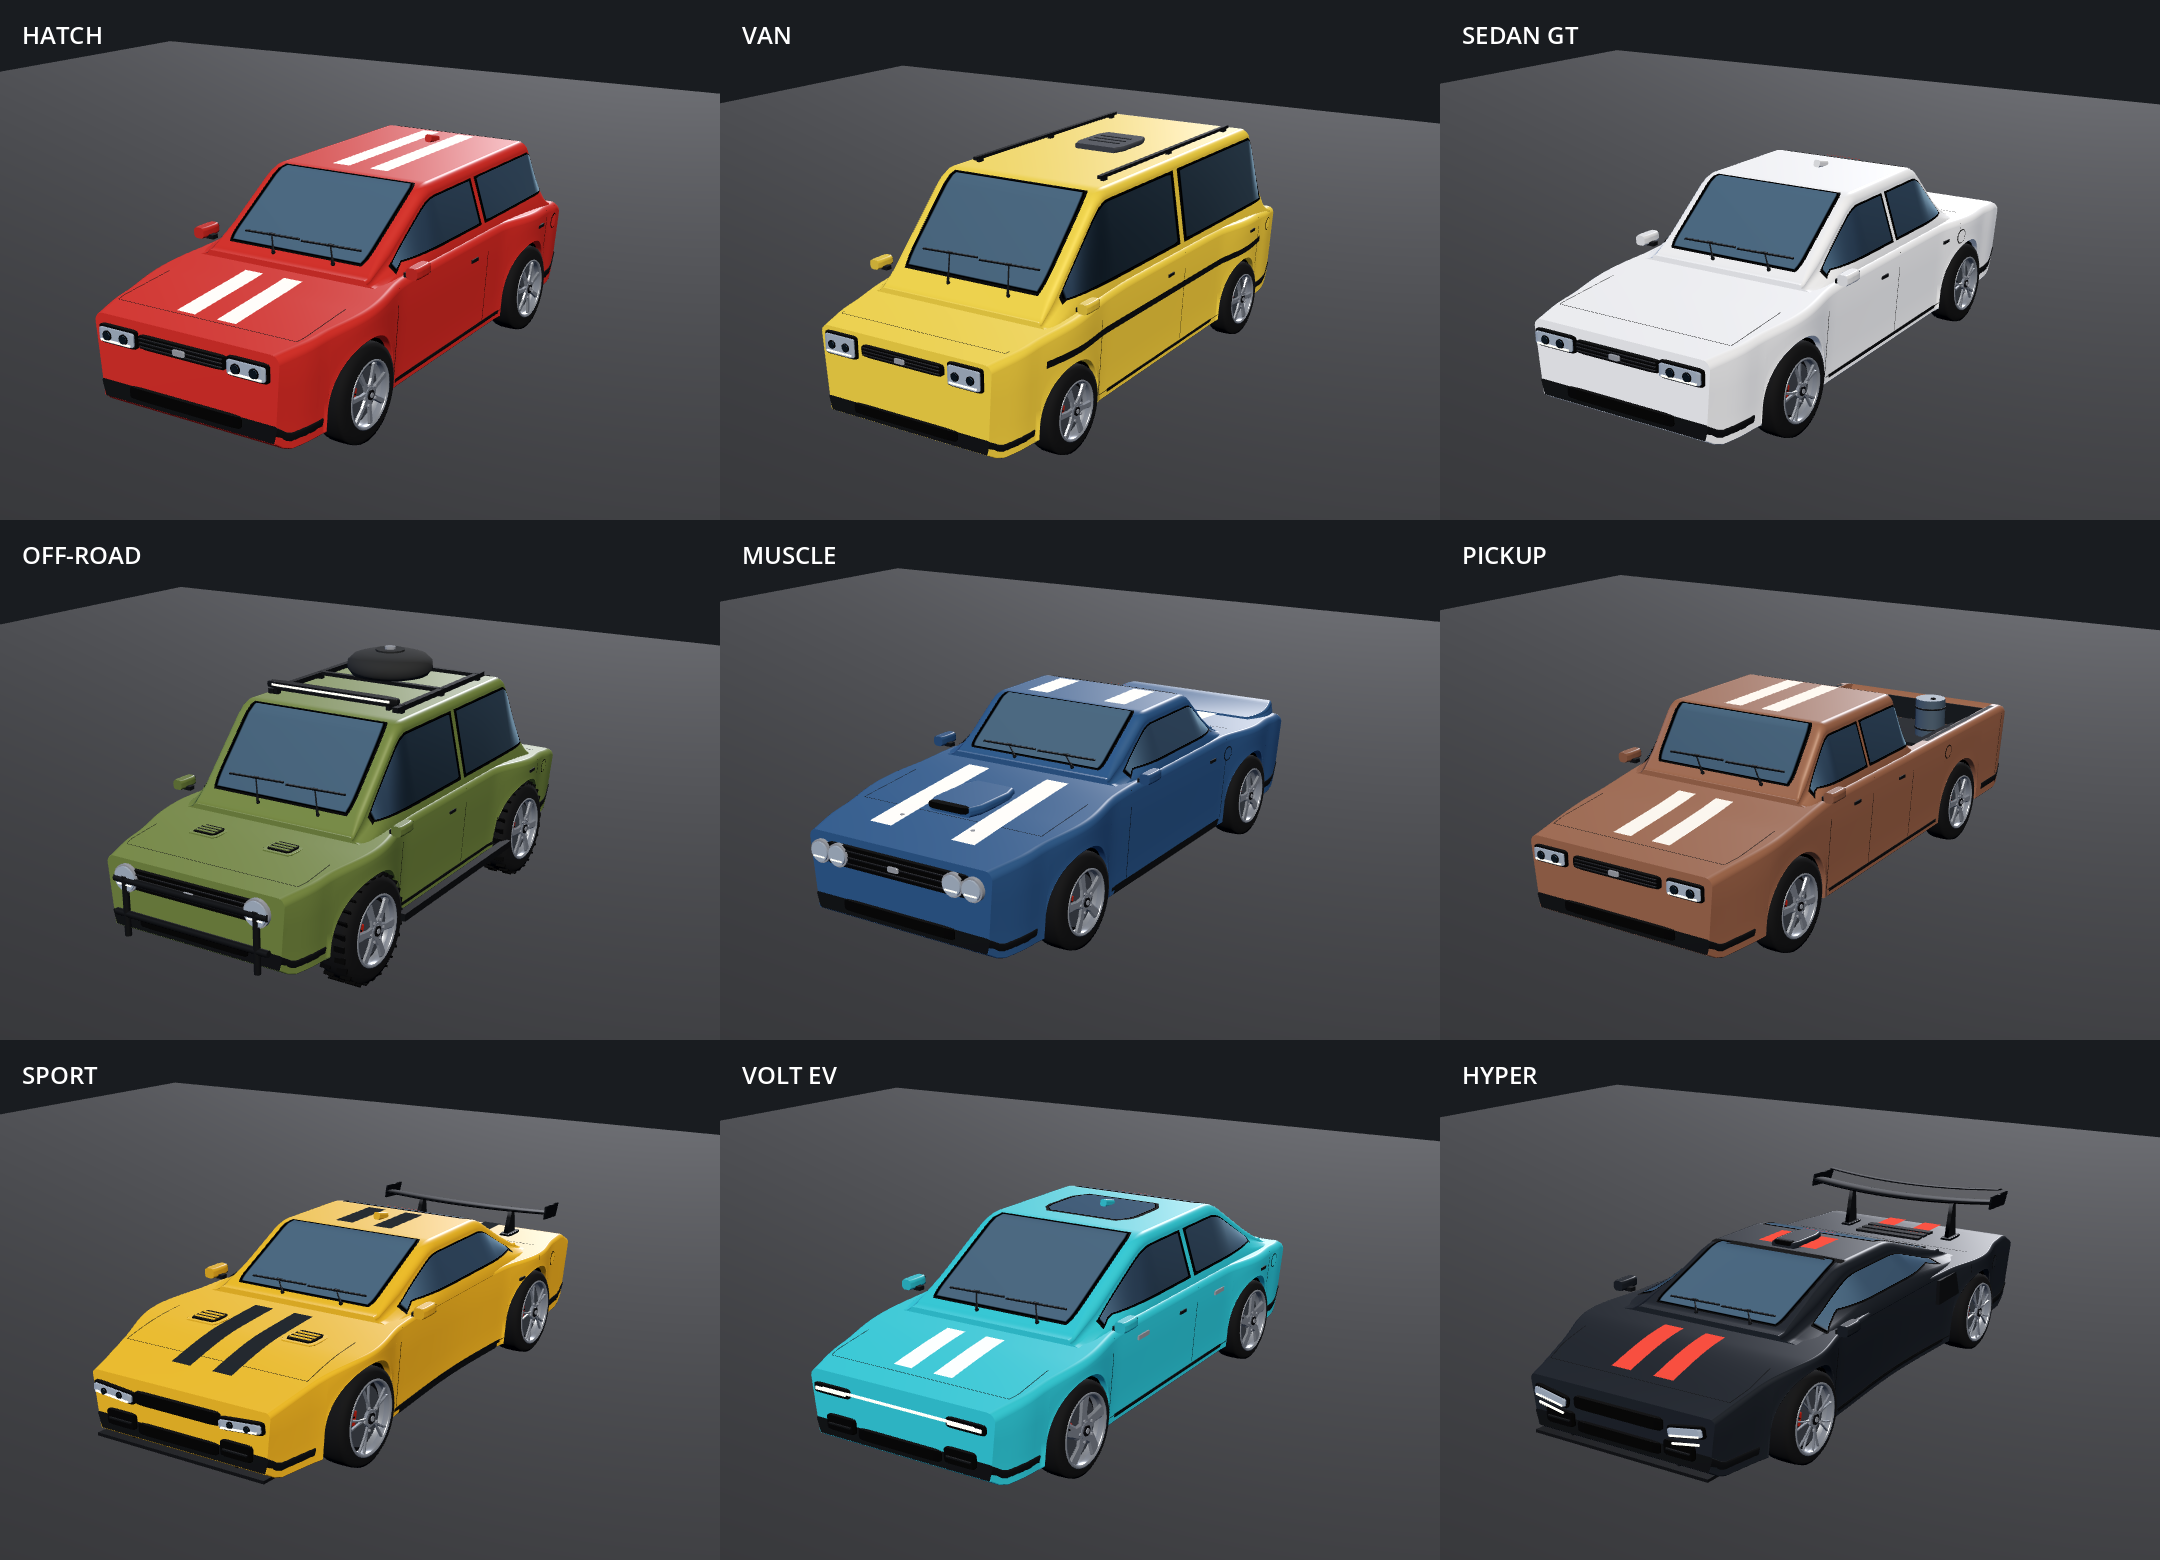 HATCH
VAN
SEDAN GT
OFF-ROAD
MUSCLE
PICKUP
SPORT
VOLT EV
HYPER